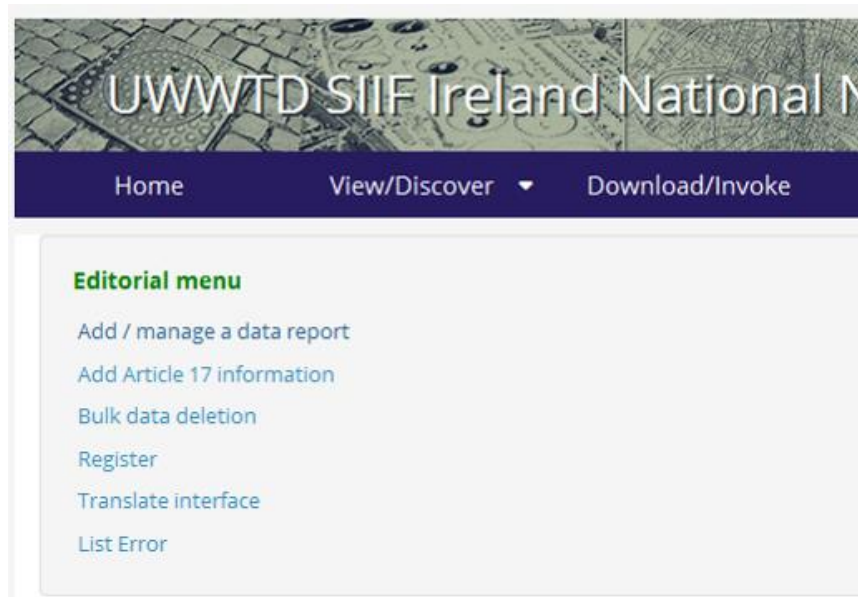 UWWTD SIIF Ireland National N
Home View/Discover Download/Invoke
Editorial menu
Add / manage a data report
Add Article 17 information
Bulk data deletion
Register
Translate interface
List Error